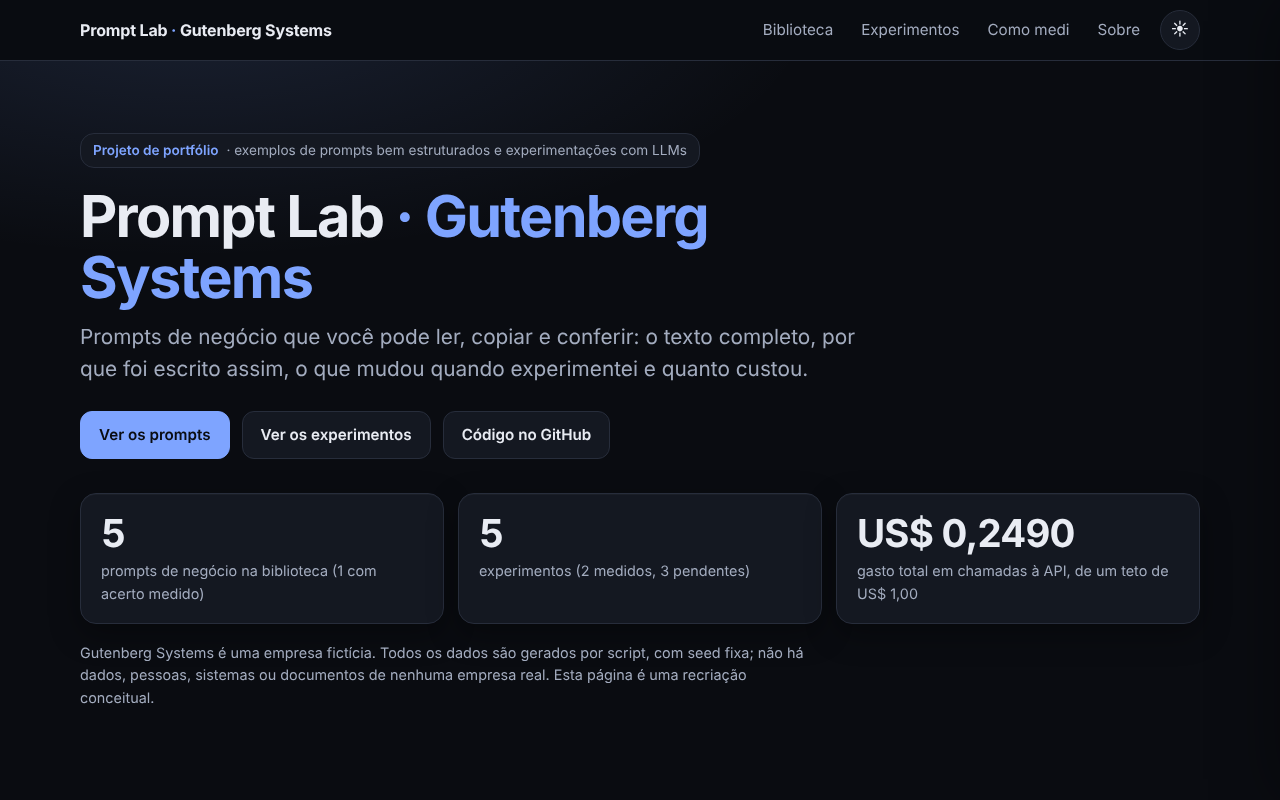 Prompt Lab · Gutenberg Systems
Biblioteca
Experimentos
Como medi
Sobre
Projeto de portfólio · exemplos de prompts bem estruturados e experimentações com LLMs
Prompt Lab · Gutenberg
Systems
Prompts de negócio que você pode ler, copiar e conferir: o texto completo, por
que foi escrito assim, o que mudou quando experimentei e quanto custou.
Ver os prompts
Ver os experimentos
Código no GitHub
5
prompts de negócio na biblioteca (1 com
acerto medido)
5
experimentos (2 medidos, 3 pendentes)
US$ 0,2490
gasto total em chamadas à API, de um teto de
US$ 1,00
Gutenberg Systems é uma empresa fictícia. Todos os dados são gerados por script, com seed fixa; não há
dados, pessoas, sistemas ou documentos de nenhuma empresa real. Esta página é uma recriação
conceitual.